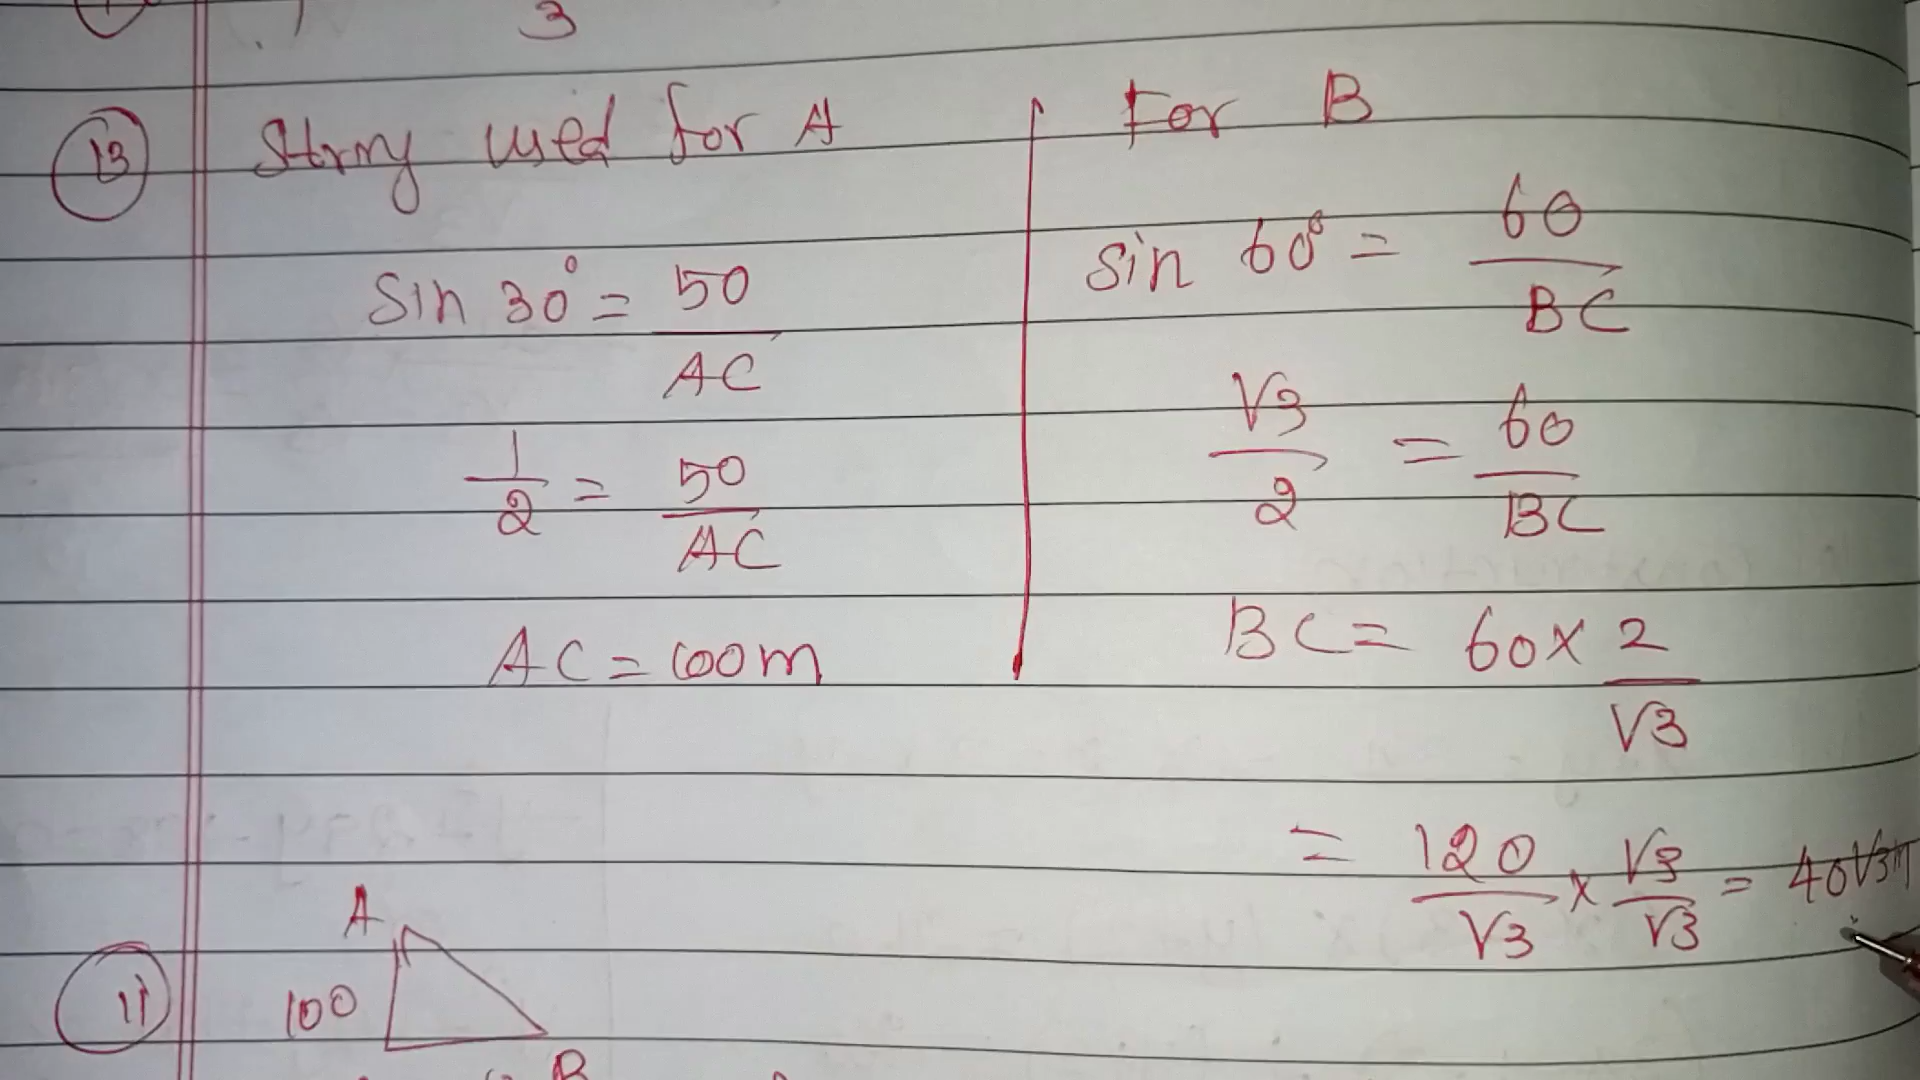 3
13 String used for A
sin 30° = 50/AC
1/2 = 50/AC
AC = 100m
For B
sin 60° = 60/BC
√3/2 = 60/BC
BC = 60 x 2/√3
= 120/√3 x √3/√3 = 40√3m
11
A
100
B